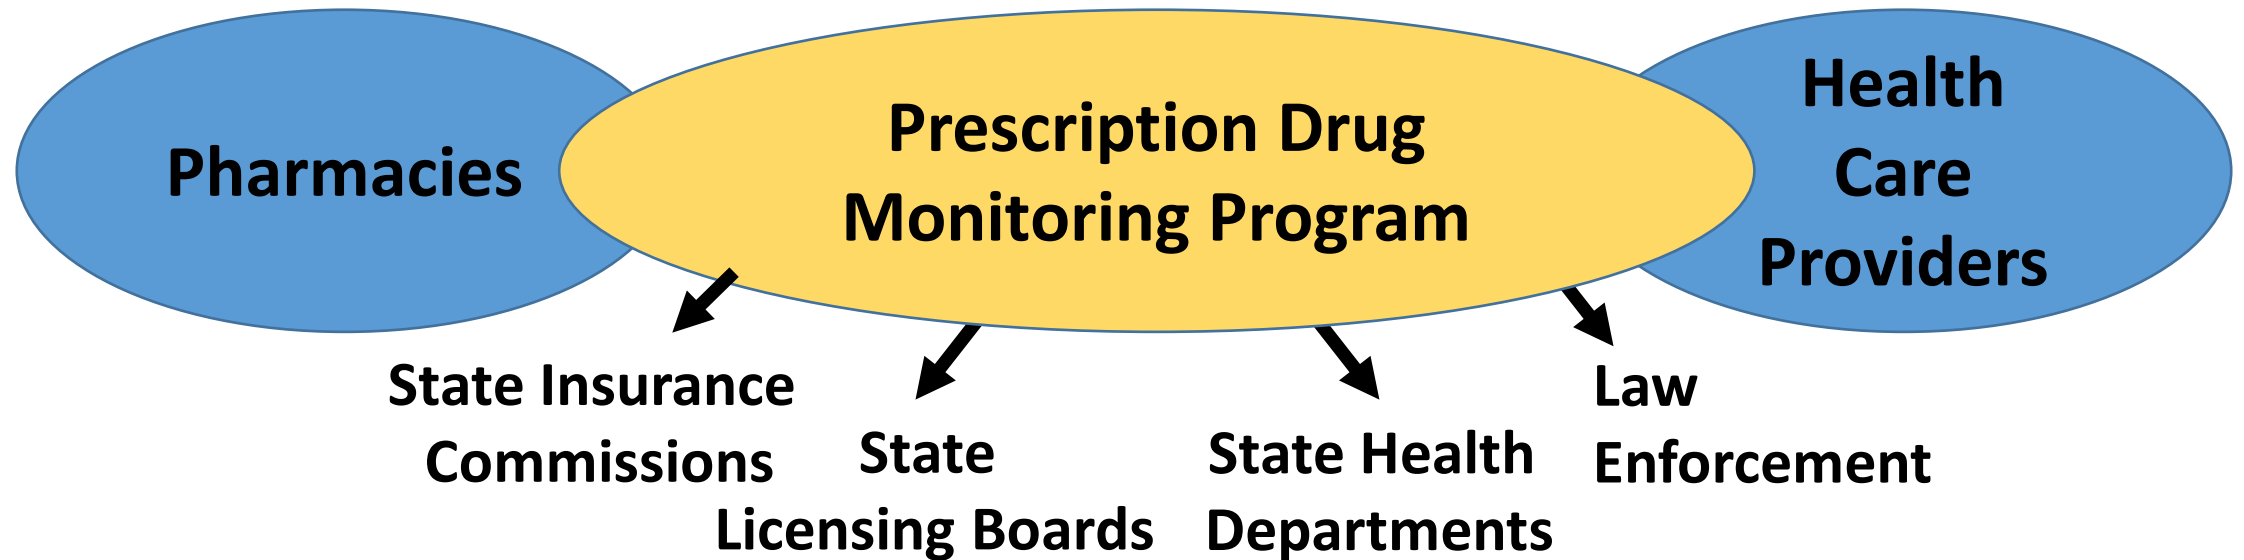 Pharmacies
Prescription Drug
Monitoring Program
Health
Care
Providers
State Insurance
Commissions
State
Licensing Boards
State Health
Departments
Law
Enforcement